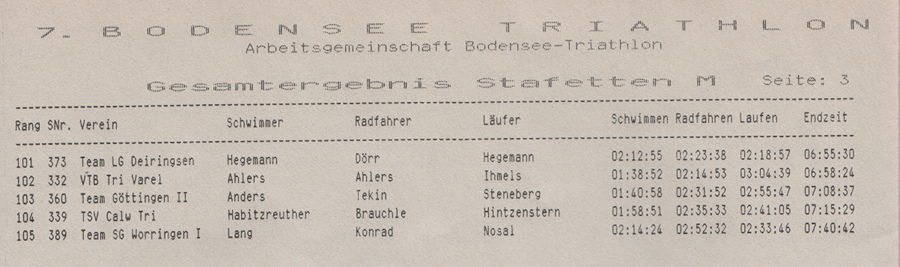 7. BODENSEE TRIATHLON
Arbeitsgemeinschaft Bodensee-Triathlon
Gesamtergebnis Stafetten M Seite: 3
Rang SNr. Verein Schwimmer Radfahrer Läufer Schwimmen Radfahren Laufen Endzeit
101 373 Team LG Deiringsen Hegemann Dörr Hegemann 02:12:55 02:23:38 02:18:57 06:55:30
102 332 VTB Tri Varel Ahlers Ahlers Ihmels 01:38:52 02:14:53 03:04:39 06:58:24
103 360 Team Göttingen II Anders Tekin Steneberg 01:40:58 02:31:52 02:55:47 07:08:37
104 339 TSV Calw Tri Habitzreuther Brauchle Hintzenstern 01:58:51 02:35:33 02:41:05 07:15:29
105 389 Team SG Worringen I Lang Konrad Nosal 02:14:24 02:52:32 02:33:46 07:40:42